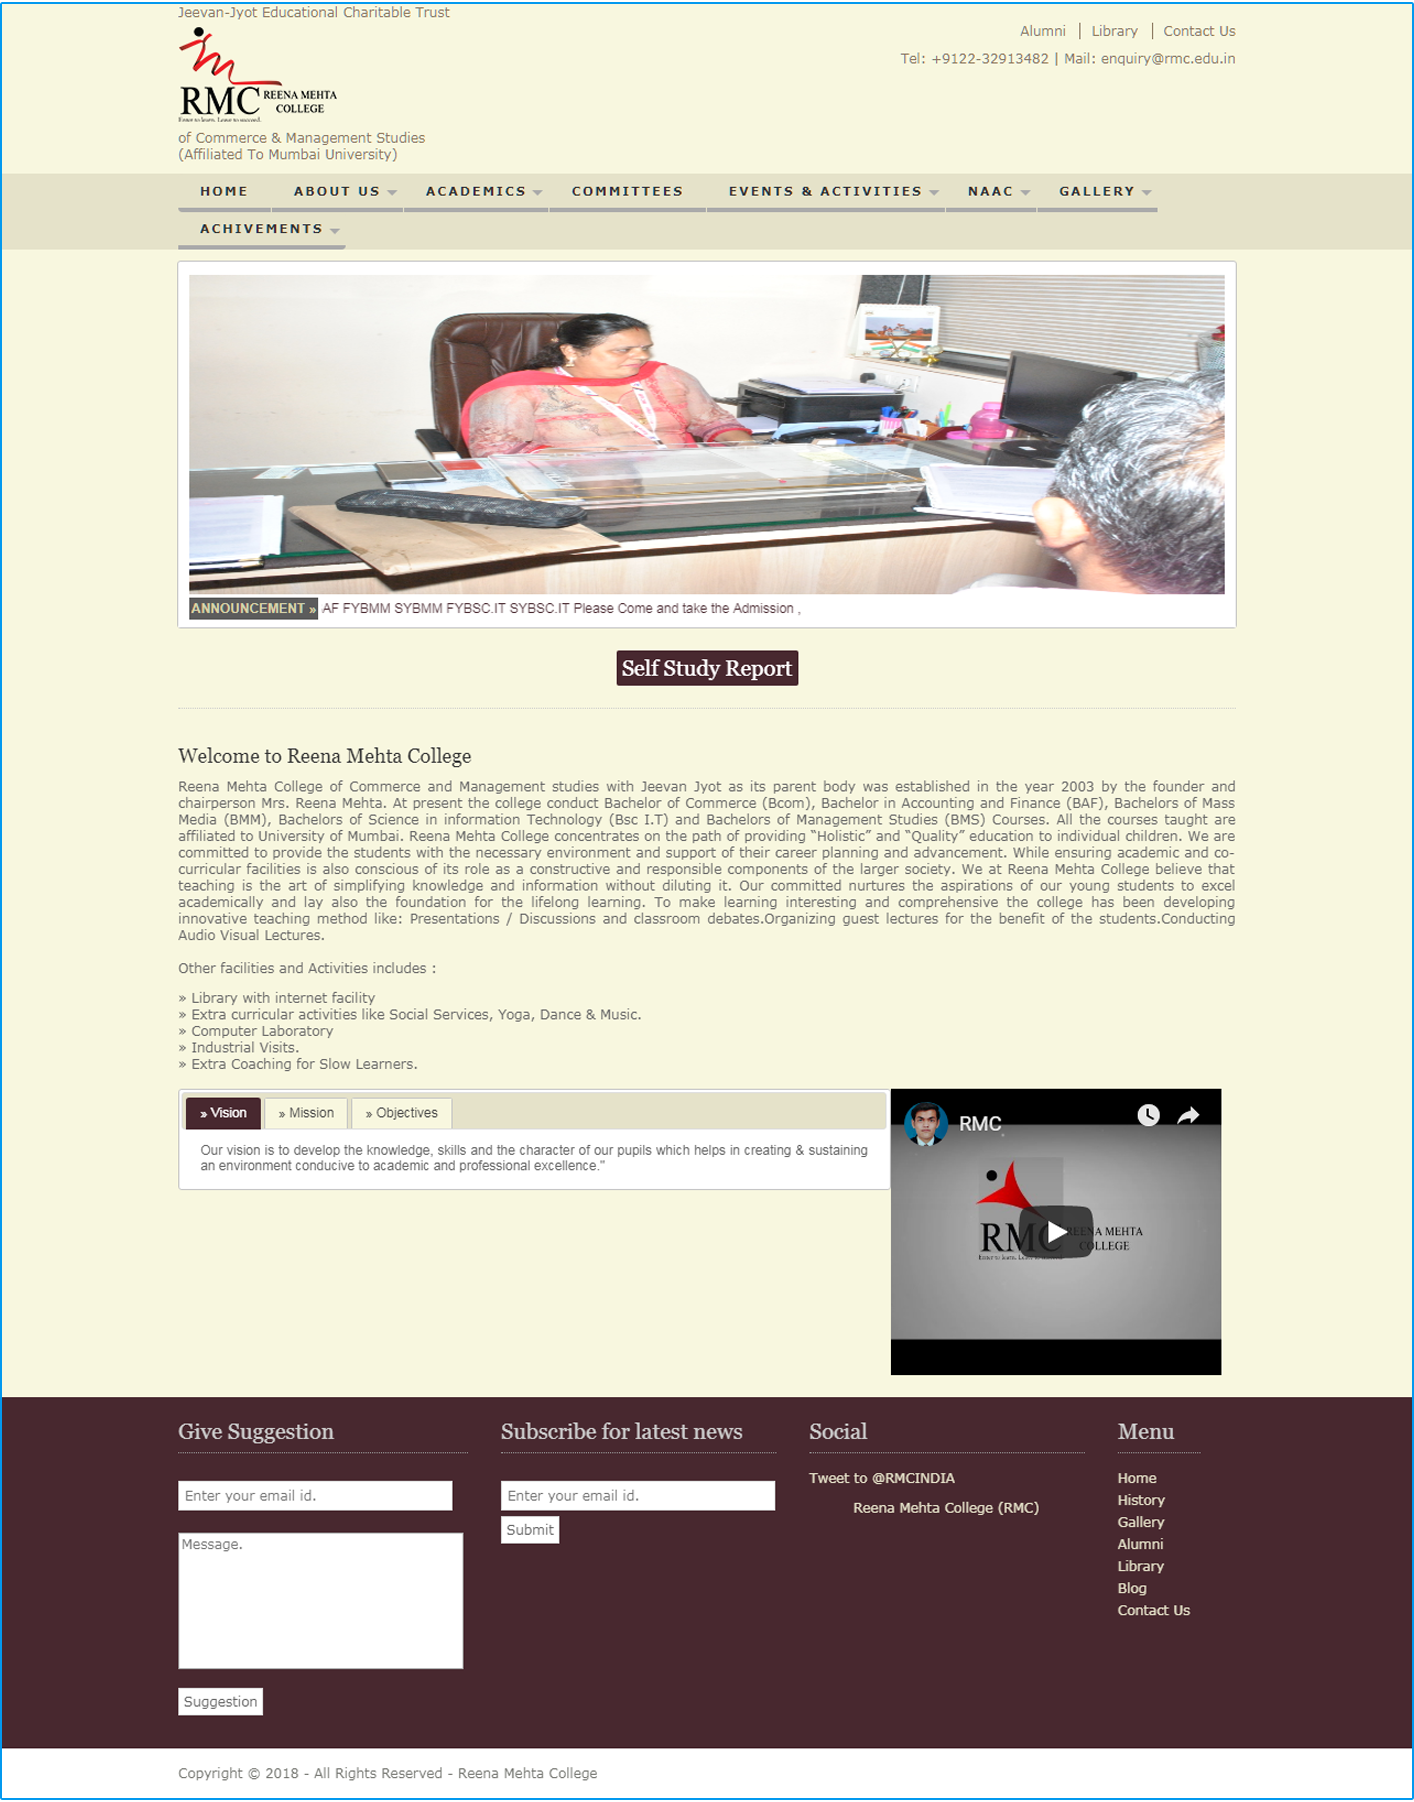 Jeevan-Jyot Educational Charitable Trust
Alumni | Library | Contact Us
Tel: +9122-32913482 | Mail: enquiry@rmc.edu.in
RMC REENA MEHTA
COLLEGE
Enter to learn. Leave to succeed.
of Commerce & Management Studies
(Affiliated To Mumbai University)
HOME ABOUT US ACADEMICS COMMITTEES EVENTS & ACTIVITIES NAAC GALLERY
ACHIVEMENTS
ANNOUNCEMENT » AF FYBMM SYBMM FYBSC.IT SYBSC.IT Please Come and take the Admission ,
Self Study Report
Welcome to Reena Mehta College
Reena Mehta College of Commerce and Management studies with Jeevan Jyot as its parent body was established in the year 2003 by the founder and
chairperson Mrs. Reena Mehta. At present the college conduct Bachelor of Commerce (Bcom), Bachelor in Accounting and Finance (BAF), Bachelors of Mass
Media (BMM), Bachelors of Science in information Technology (Bsc I.T) and Bachelors of Management Studies (BMS) Courses. All the courses taught are
affiliated to University of Mumbai. Reena Mehta College concentrates on the path of providing “Holistic” and “Quality” education to individual children. We are
committed to provide the students with the necessary environment and support of their career planning and advancement. While ensuring academic and co-
curricular facilities is also conscious of its role as a constructive and responsible components of the larger society. We at Reena Mehta College believe that
teaching is the art of simplifying knowledge and information without diluting it. Our committed nurtures the aspirations of our young students to excel
academically and lay also the foundation for the lifelong learning. To make learning interesting and comprehensive the college has been developing
innovative teaching method like: Presentations / Discussions and classroom debates.Organizing guest lectures for the benefit of the students.Conducting
Audio Visual Lectures.
Other facilities and Activities includes :
» Library with internet facility
» Extra curricular activities like Social Services, Yoga, Dance & Music.
» Computer Laboratory
» Industrial Visits.
» Extra Coaching for Slow Learners.
» Vision » Mission » Objectives
Our vision is to develop the knowledge, skills and the character of our pupils which helps in creating & sustaining
an environment conducive to academic and professional excellence."
RMC
RMC REENA MEHTA
COLLEGE
Give Suggestion
Enter your email id.
Message.
Suggestion
Subscribe for latest news
Enter your email id.
Submit
Social
Tweet to @RMCINDIA
Reena Mehta College (RMC)
Menu
Home
History
Gallery
Alumni
Library
Blog
Contact Us
Copyright © 2018 - All Rights Reserved - Reena Mehta College